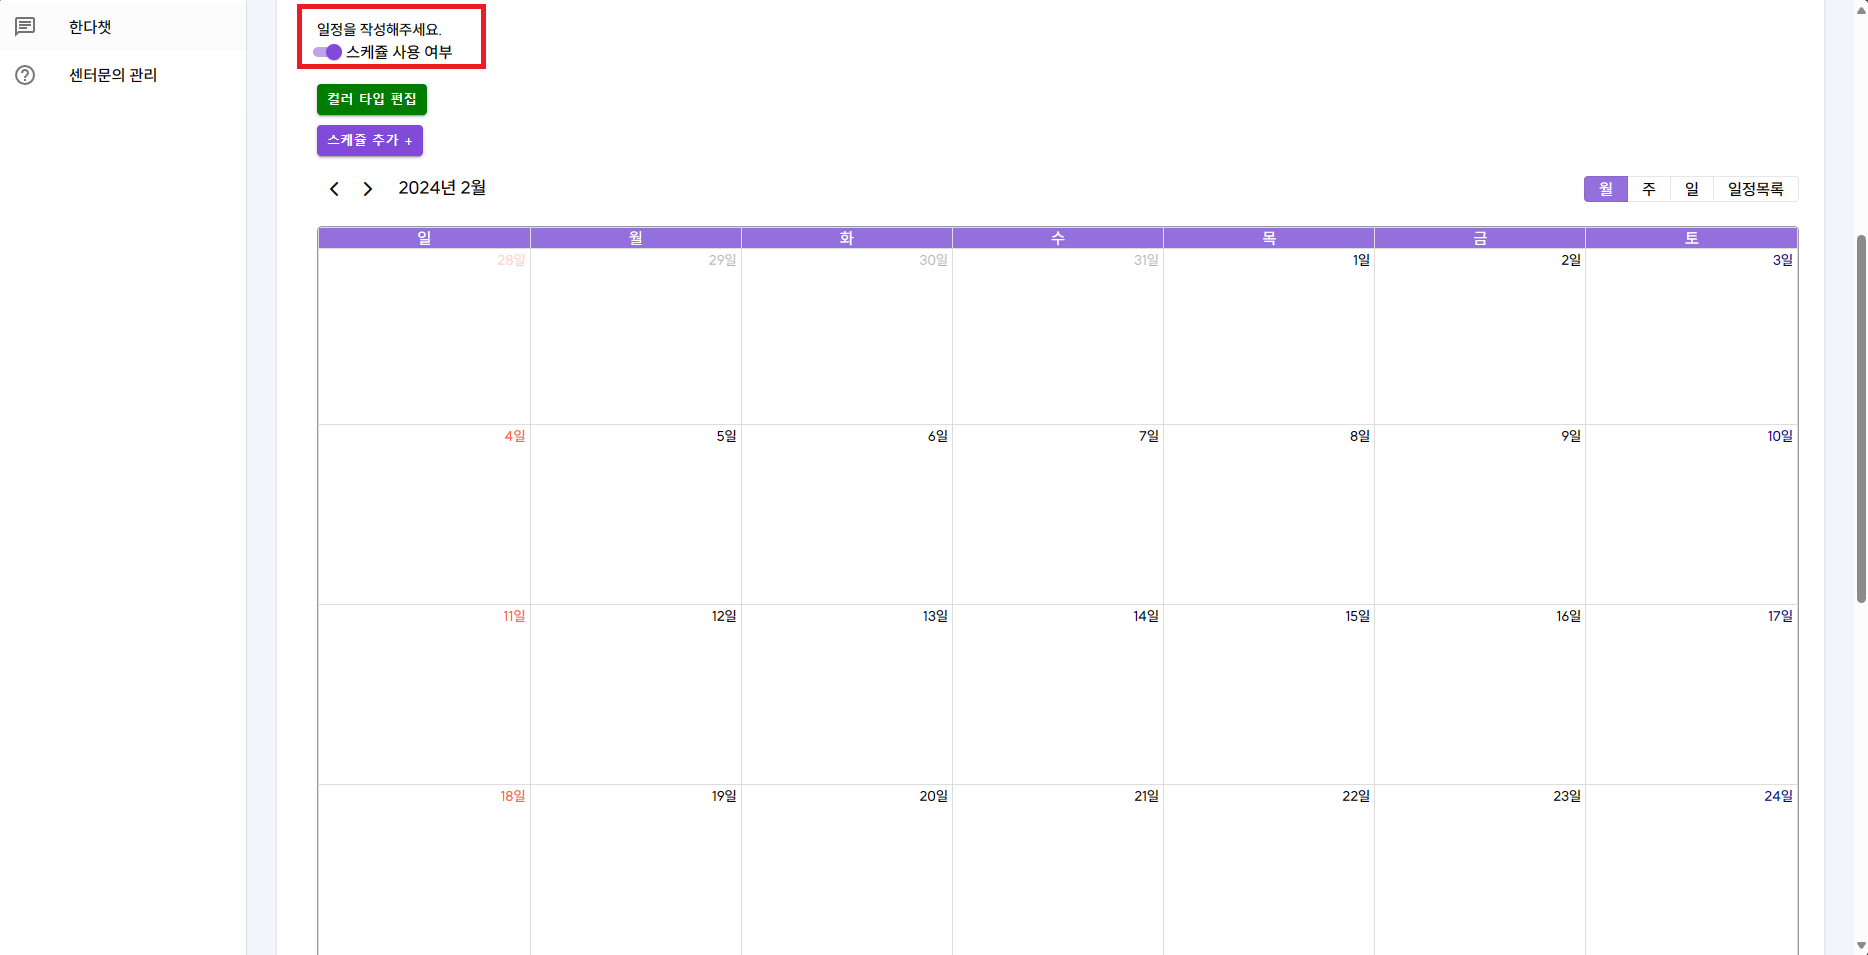 한다챗
센터문의 관리
일정을 작성해주세요.
스케쥴 사용 여부
컬러 타입 편집
스케쥴 추가 +
2024년 2월
월 주 일 일정목록
일 월 화 수 목 금 토
28일 29일 30일 31일 1일 2일 3일
4일 5일 6일 7일 8일 9일 10일
11일 12일 13일 14일 15일 16일 17일
18일 19일 20일 21일 22일 23일 24일